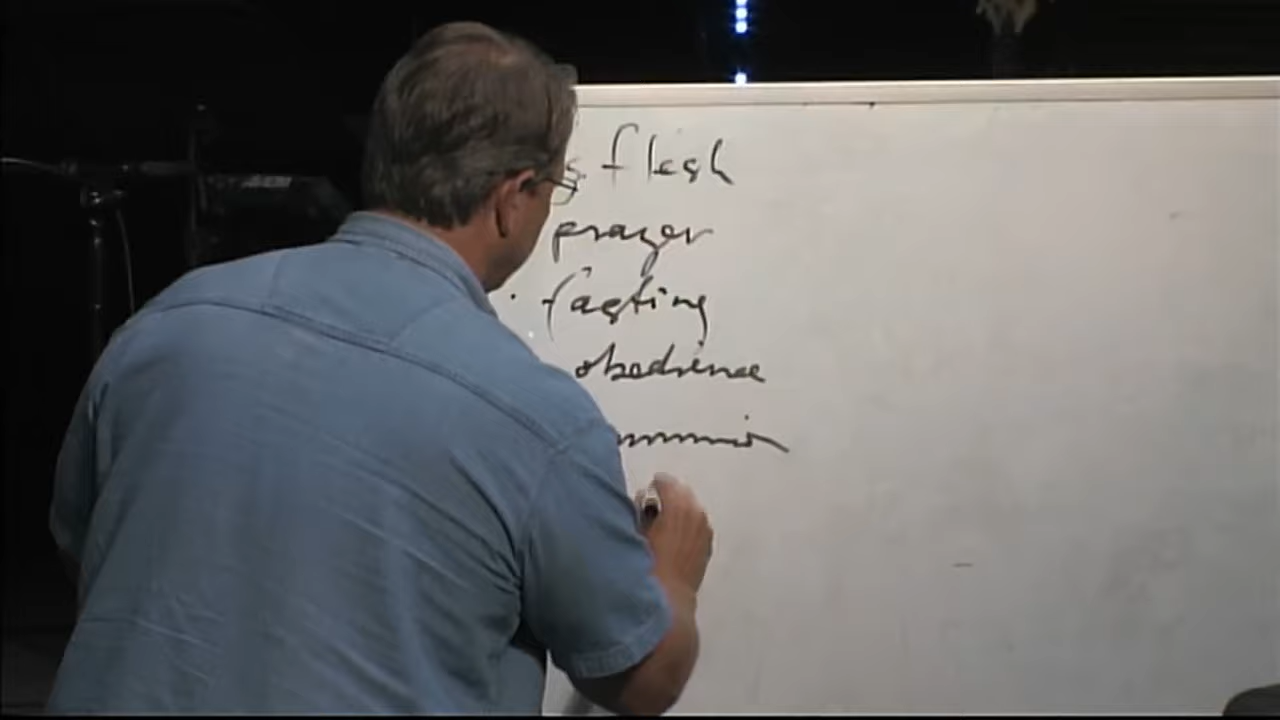 s flesh
prayer
· fasting
obedience